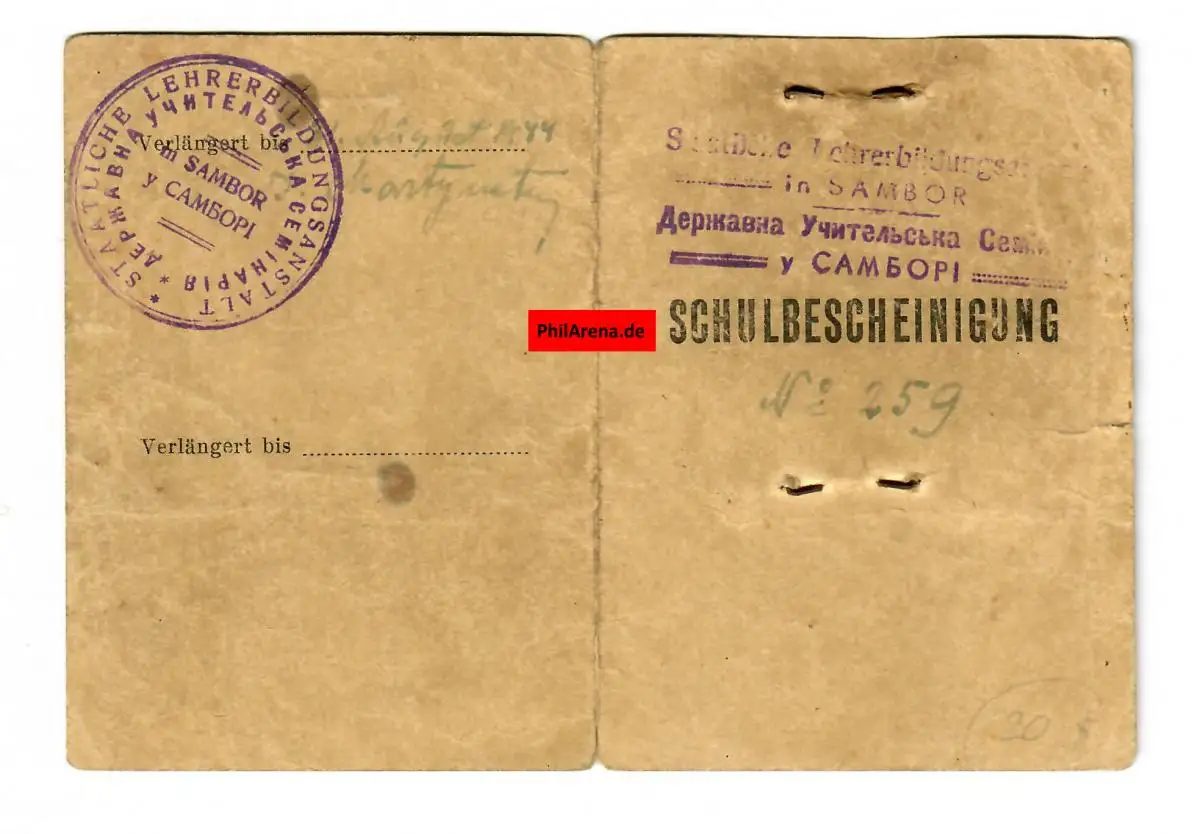 * STAATLICHE LEHRERBILDUNGSANSTALT
* ДЕРЖАВНА УЧИТЕЛЬСЬКА СЕМІНАРІЯ
in SAMBOR
у САМБОРІ
Verlängert bis
Verlängert bis
Lehrerbildungs
in SAMBOR
Державна Учительська
у САМБОРІ
PhilArena.de
SCHULBESCHEINIGUNG
№ 259